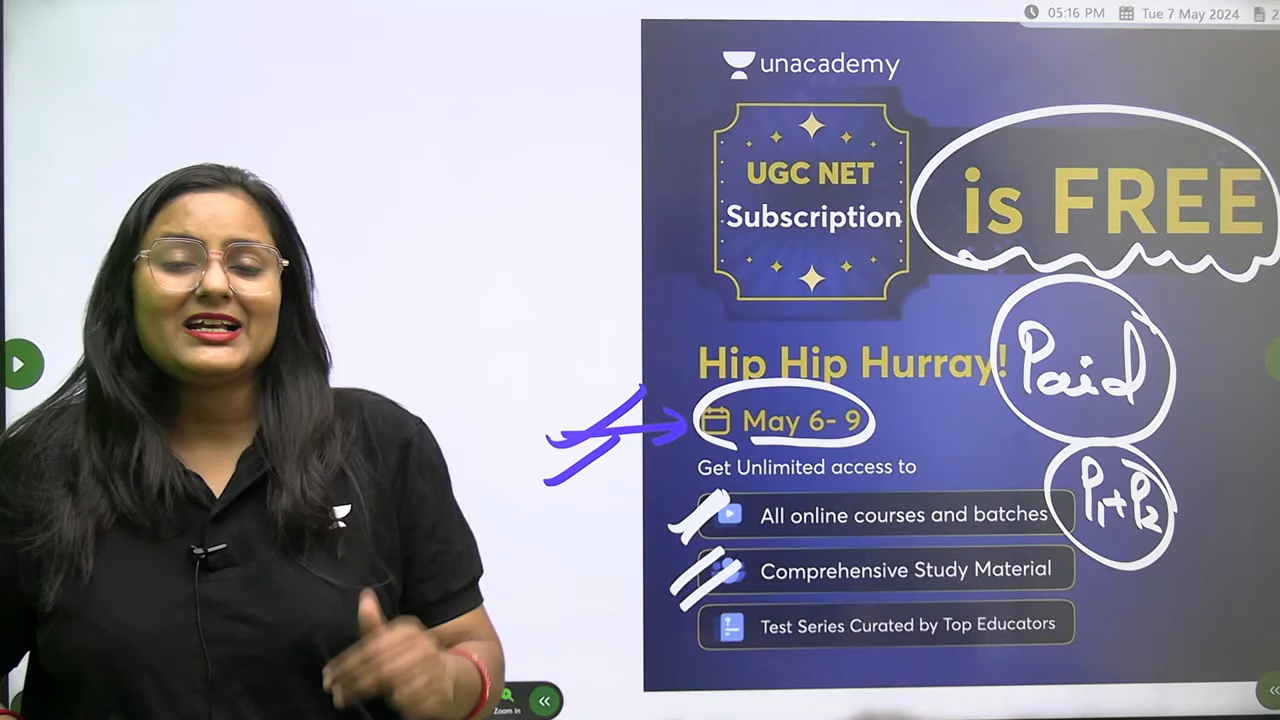 05:16 PM Tue 7 May 2024 2
unacademy
UGC NET
Subscription
is FREE
Hip Hip Hurray!
Paid
May 6- 9
Get Unlimited access to
All online courses and batches
P1+P2
Comprehensive Study Material
Test Series Curated by Top Educators
Zoom In